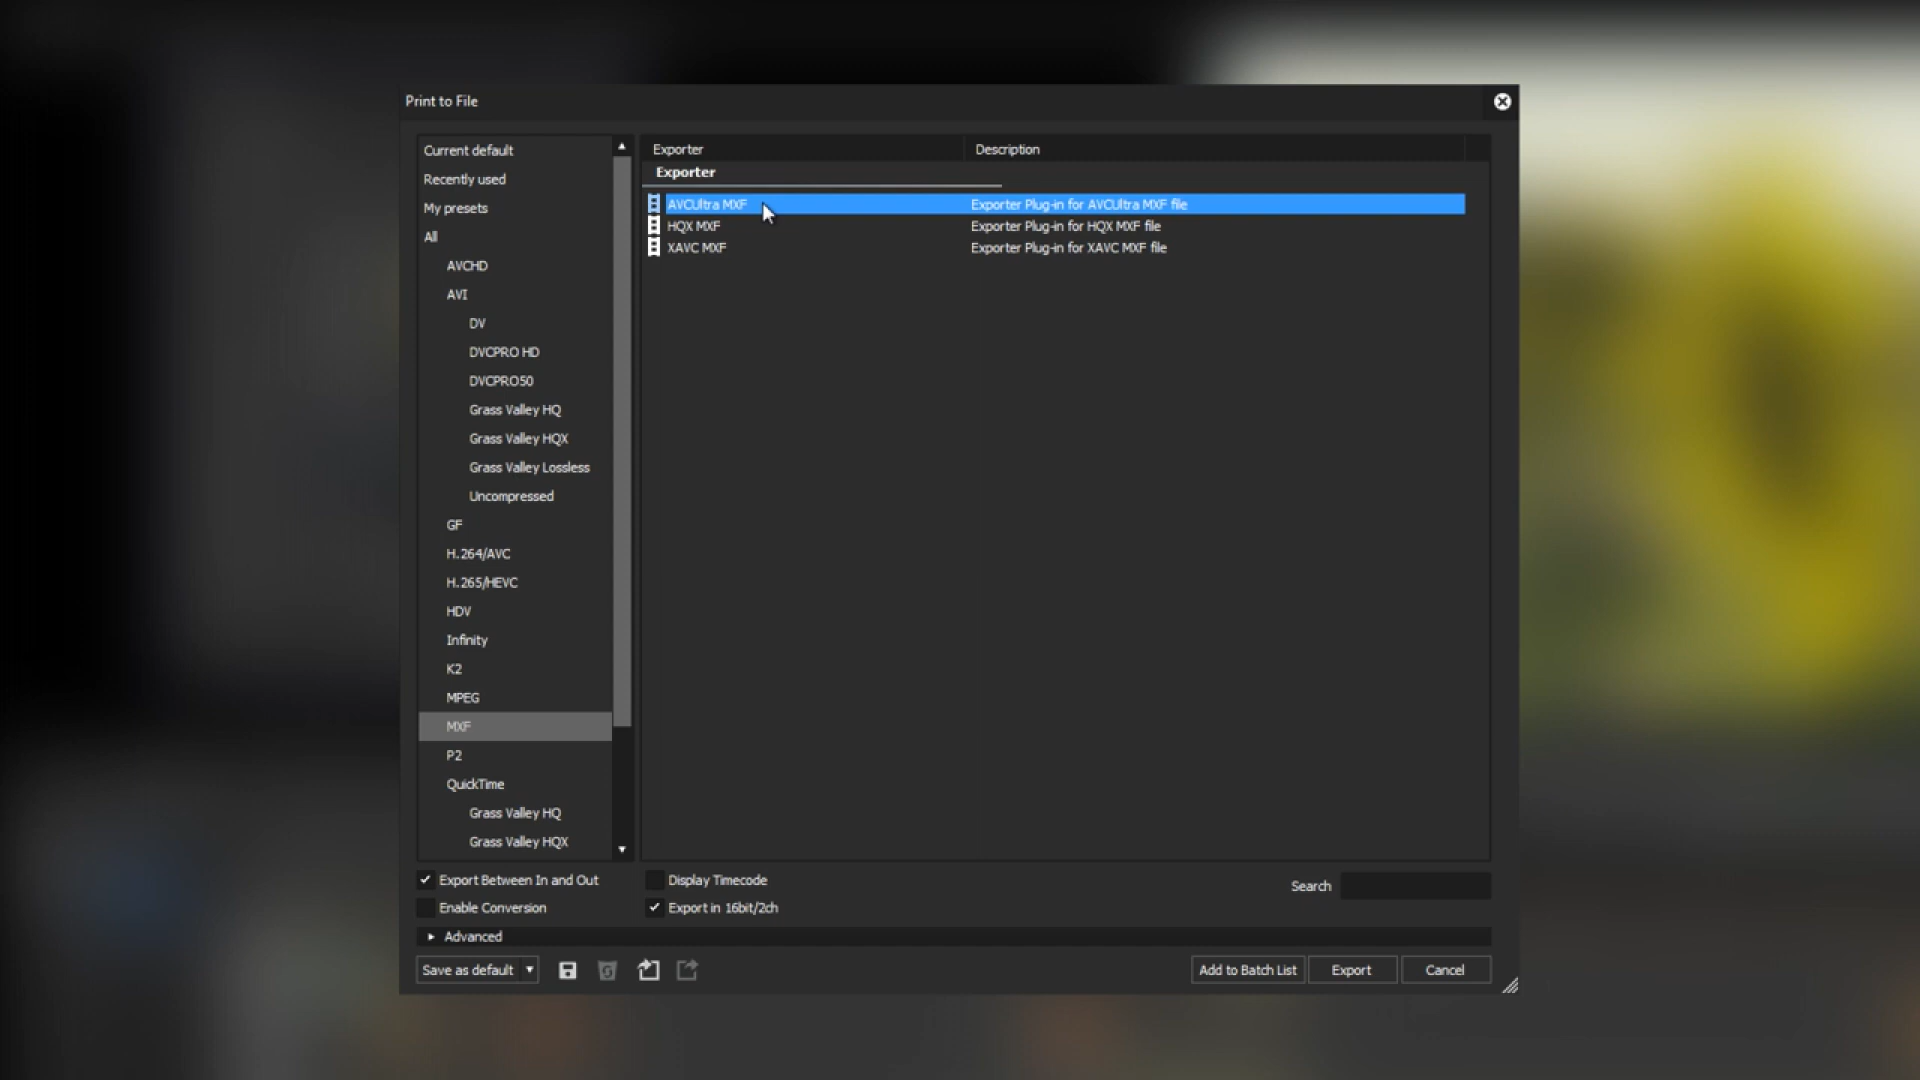 Print to File
Current default
Recently used
My presets
All
AVCHD
AVI
DV
DVCPRO HD
DVCPRO50
Grass Valley HQ
Grass Valley HQX
Grass Valley Lossless
Uncompressed
GF
H.264/AVC
H.265/HEVC
HDV
Infinity
K2
MPEG
MXF
P2
QuickTime
Grass Valley HQ
Grass Valley HQX
Exporter Description
Exporter
AVCUltra MXF Exporter Plug-in for AVCUltra MXF file
HQX MXF Exporter Plug-in for HQX MXF file
XAVC MXF Exporter Plug-in for XAVC MXF file
Export Between In and Out Display Timecode
Search
Enable Conversion Export in 16bit/2ch
Advanced
Save as default Add to Batch List Export Cancel